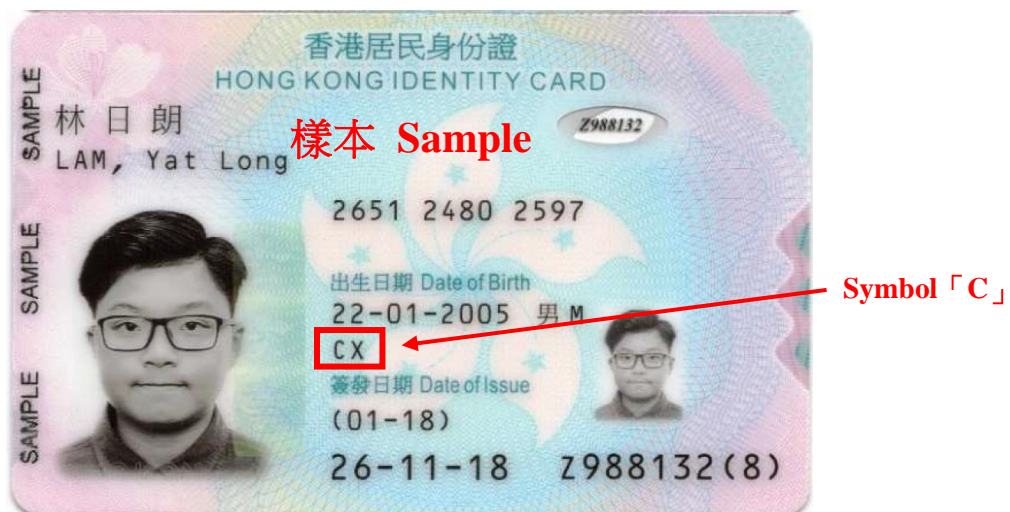 香港居民身份證
HONG KONG IDENTITY CARD
SAMPLE
林日朗
LAM, Yat Long
樣本 Sample
Z988132
2651 2480 2597
SAMPLE
出生日期 Date of Birth
22-01-2005 男 M
Symbol「C」
CX
簽發日期 Date of Issue
(01-18)
SAMPLE
26-11-18 Z988132(8)